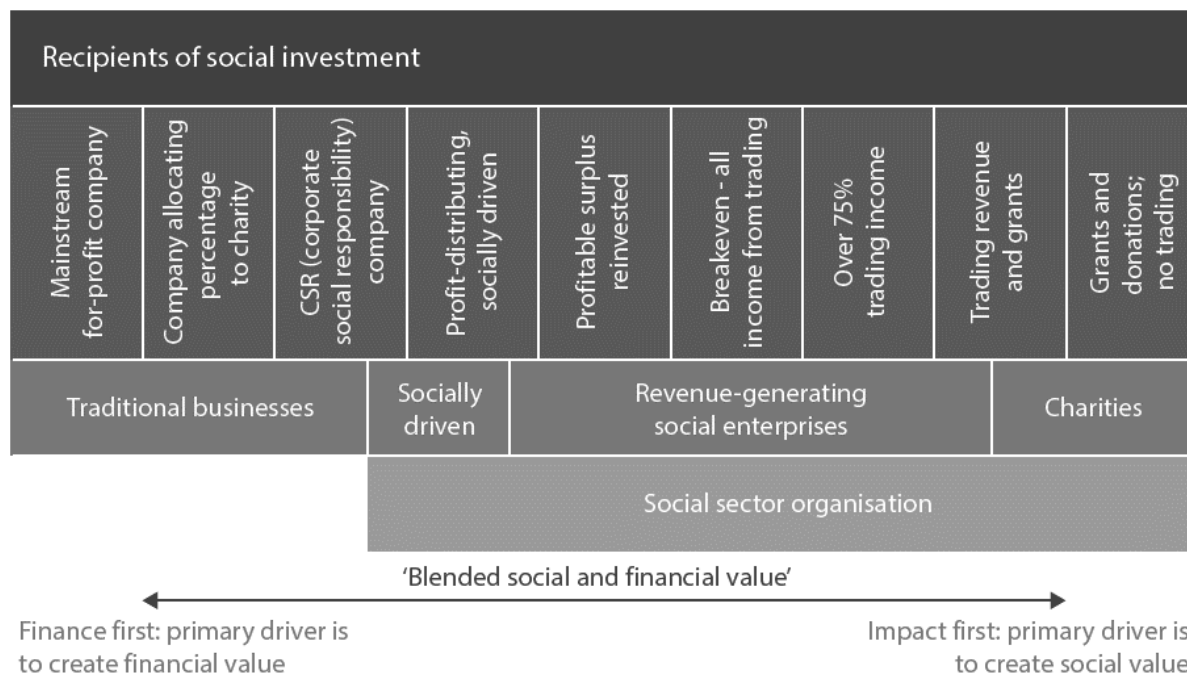 Recipients of social investment
Mainstream
for-profit company
Company allocating
percentage
to charity
CSR (corporate
social responsibility)
company
Profit-distributing,
socially driven
Profitable surplus
reinvested
Breakeven - all
income from trading
Over 75%
trading income
Trading revenue
and grants
Grants and
donations;
no trading
Traditional businesses
Socially
driven
Revenue-generating
social enterprises
Charities
Social sector organisation
‘Blended social and financial value’
Finance first: primary driver is
to create financial value
Impact first: primary driver is
to create social value